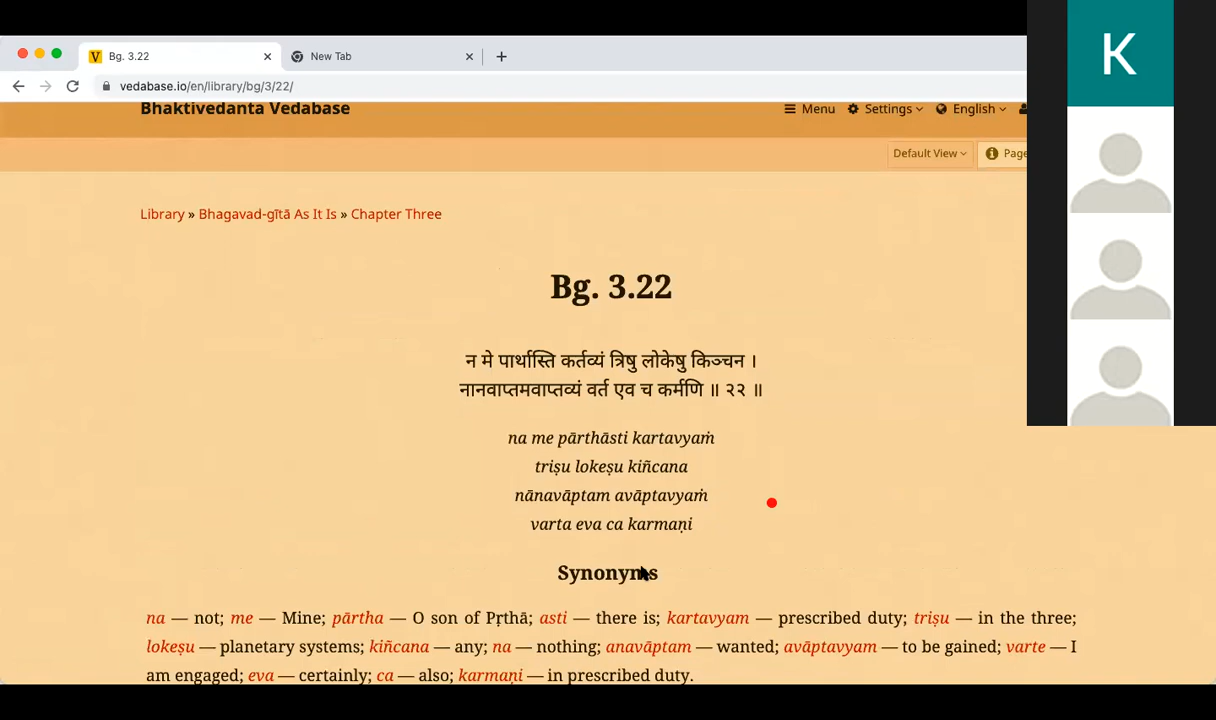 Bg. 3.22
New Tab
vedabase.io/en/library/bg/3/22/
Bhaktivedanta Vedabase
Menu Settings English
Default View Page
Library » Bhagavad-gītā As It Is » Chapter Three
Bg. 3.22
न मे पार्थास्ति कर्तव्यं त्रिषु लोकेषु किञ्चन ।
नानवाप्तमवाप्तव्यं वर्त एव च कर्मणि ॥ २२ ॥
na me pārthāsti kartavyaṁ
triṣu lokeṣu kiñcana
nānavāptam avāptavyaṁ
varta eva ca karmaṇi
Synonyms
na — not; me — Mine; pārtha — O son of Pṛthā; asti — there is; kartavyam — prescribed duty; triṣu — in the three;
lokeṣu — planetary systems; kiñcana — any; na — nothing; anavāptam — wanted; avāptavyam — to be gained; varte — I
am engaged; eva — certainly; ca — also; karmaṇi — in prescribed duty.
K